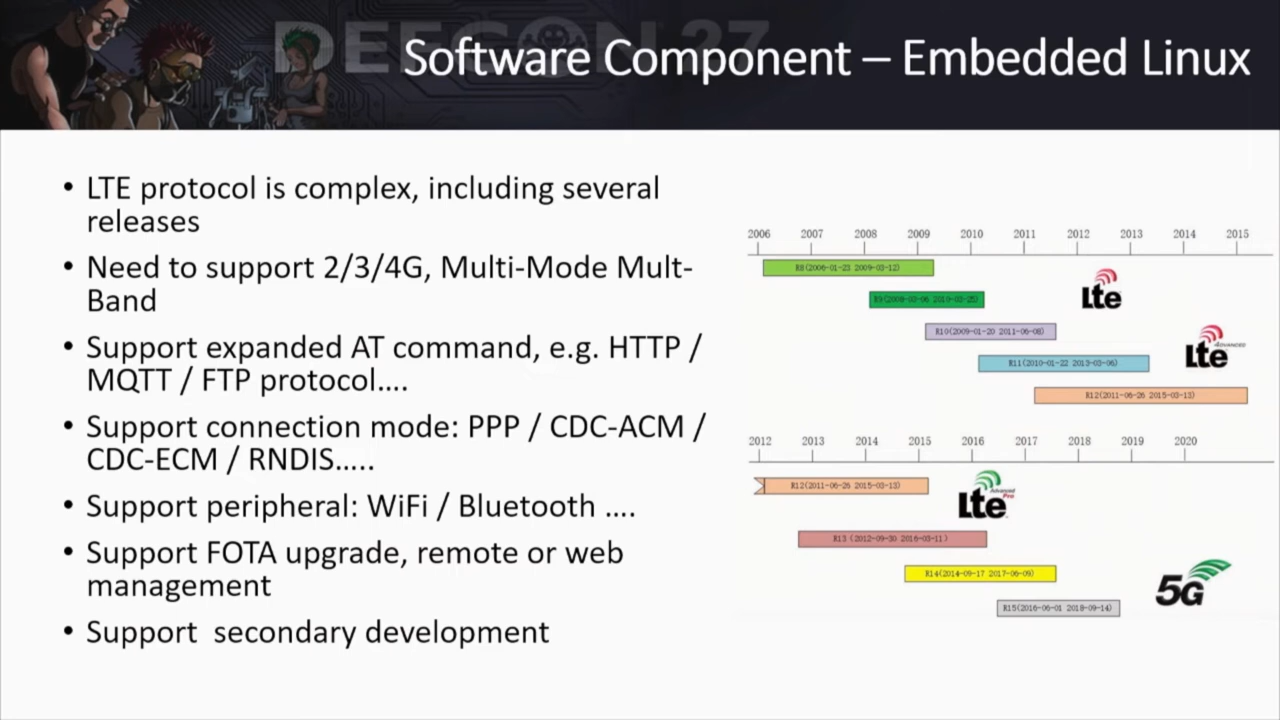 DEFCON 27
Software Component – Embedded Linux
• LTE protocol is complex, including several
releases
• Need to support 2/3/4G, Multi-Mode Mult-
Band
• Support expanded AT command, e.g. HTTP /
MQTT / FTP protocol....
• Support connection mode: PPP / CDC-ACM /
CDC-ECM / RNDIS.....
• Support peripheral: WiFi / Bluetooth ....
• Support FOTA upgrade, remote or web
management
• Support  secondary development
2006 2007 2008 2009 2010 2011 2012 2013 2014 2015
R8(2006-01-23 2009-03-12)
R9(2008-03-06 2010-03-25)
Lte
R10(2009-01-20 2011-06-08)
Lte Advanced
R11(2010-01-22 2013-03-06)
R12(2011-06-26 2015-03-13)
2012 2013 2014 2015 2016 2017 2018 2019 2020
R12(2011-06-26 2015-03-13)
Lte Advanced Pro
R13 (2012-09-30 2016-03-11)
R14(2014-09-17 2017-06-09)
5G
R15(2016-06-01 2018-09-14)